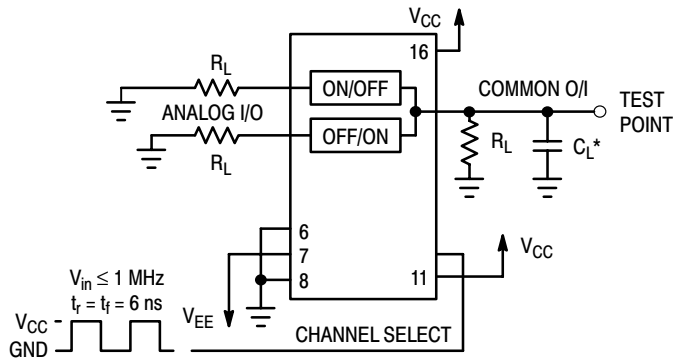 V_CC
16
R_L
ON/OFF
COMMON O/I
TEST
POINT
ANALOG I/O
OFF/ON
R_L
R_L
C_L*
6
7
8
11
V_CC
V_in ≤ 1 MHz
t_r = t_f = 6 ns
V_EE
V_CC
GND
CHANNEL SELECT